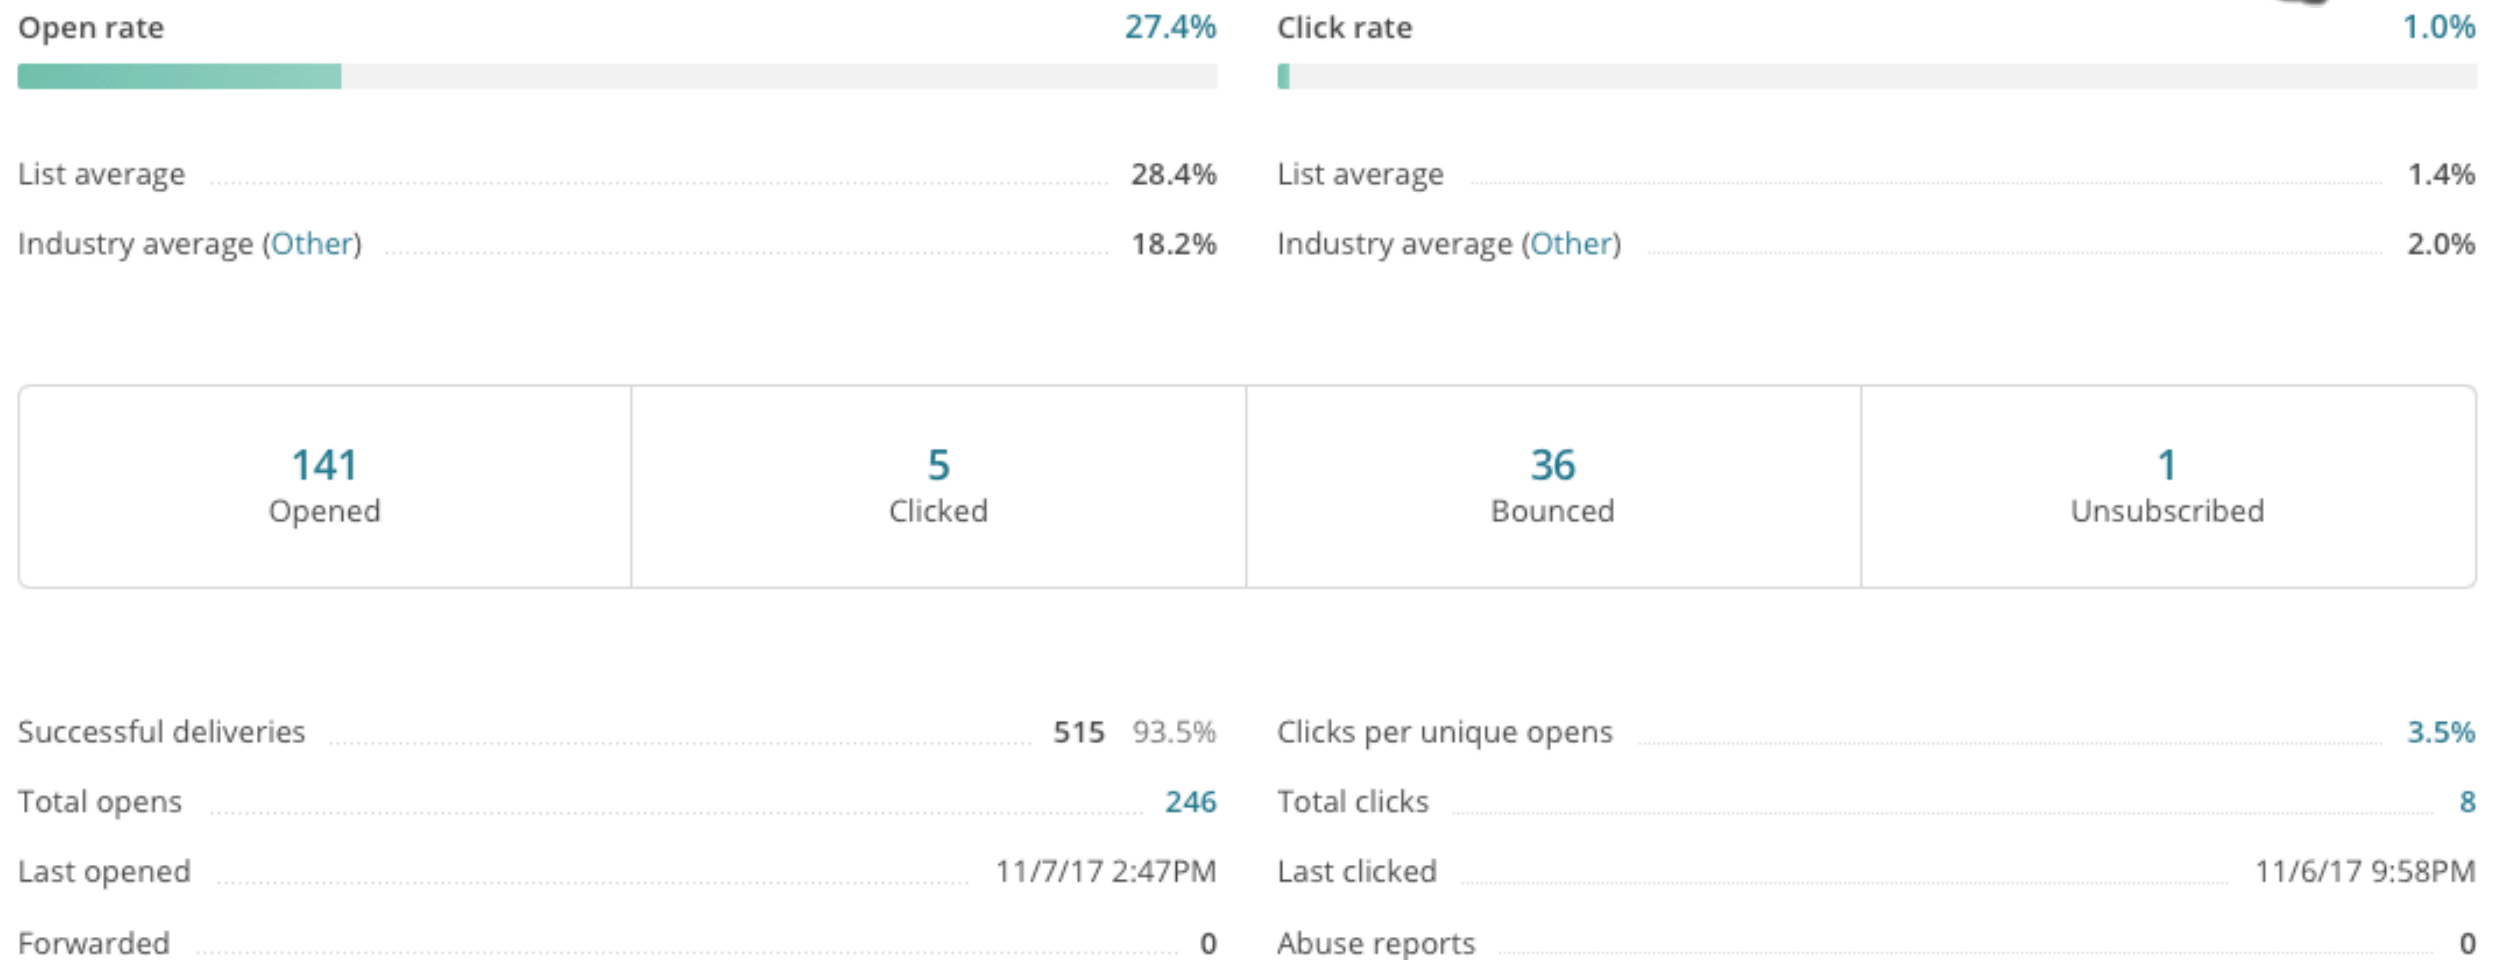 Open rate 27.4% Click rate 1.0%
List average 28.4% List average 1.4%
Industry average (Other) 18.2% Industry average (Other) 2.0%
141 5 36 1
Opened Clicked Bounced Unsubscribed
Successful deliveries 515 93.5% Clicks per unique opens 3.5%
Total opens 246 Total clicks 8
Last opened 11/7/17 2:47PM Last clicked 11/6/17 9:58PM
Forwarded 0 Abuse reports 0